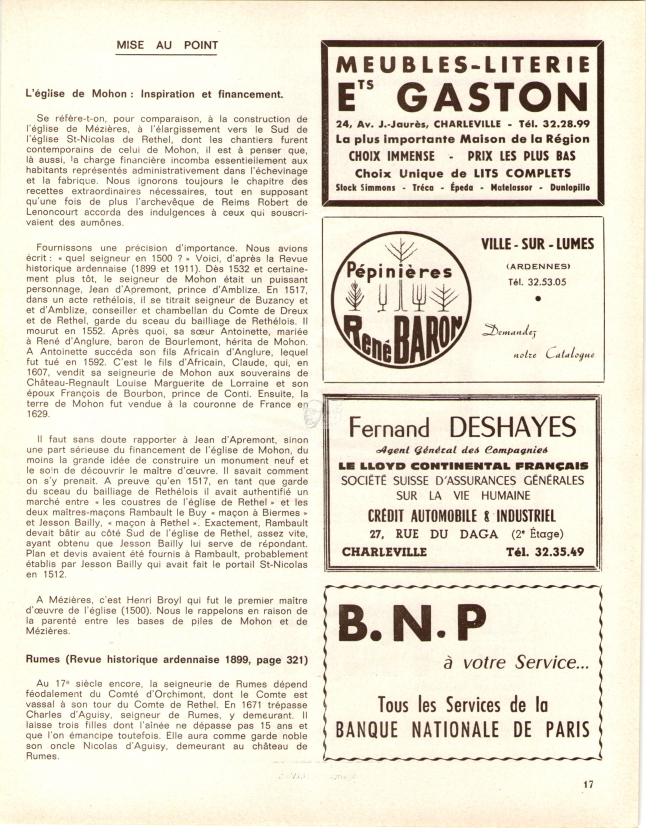 MISE AU POINT
L'église de Mohon : Inspiration et financement.
Se réfère-t-on, pour comparaison, à la construction de
l'église de Mézières, à l'élargissement vers le Sud de
l'église St-Nicolas de Rethel, dont les chantiers furent
contemporains de celui de Mohon, il est à penser que,
là aussi, la charge financière incomba essentiellement aux
habitants représentés administrativement dans l'échevinage
et la fabrique. Nous ignorons toujours le chapitre des
recettes extraordinaires nécessaires, tout en supposant
qu'une fois de plus l'archevêque de Reims Robert de
Lenoncourt accorda des indulgences à ceux qui souscri-
vaient des aumônes.
Fournissons une précision d'importance. Nous avions
écrit : « quel seigneur en 1500 ? » Voici, d'après la Revue
historique ardennaise (1899 et 1911). Dès 1532 et certaine-
ment plus tôt, le seigneur de Mohon était un puissant
personnage, Jean d'Apremont, prince d'Amblize. En 1517,
dans un acte rethélois, il se titrait seigneur de Buzancy et
et d'Amblize, conseiller et chambellan du Comte de Dreux
et de Rethel, garde du sceau du bailliage de Rethélois. Il
mourut en 1552. Après quoi, sa sœur Antoinette, mariée
à René d'Anglure, baron de Bourlemont, hérita de Mohon.
A Antoinette succéda son fils Africain d'Anglure, lequel
fut tué en 1592. C'est le fils d'Africain, Claude, qui, en
1607, vendit sa seigneurie de Mohon aux souverains de
Château-Regnault Louise Marguerite de Lorraine et son
époux François de Bourbon, prince de Conti. Ensuite, la
terre de Mohon fut vendue à la couronne de France en
1629.
Il faut sans doute rapporter à Jean d'Apremont, sinon
une part sérieuse du financement de l'église de Mohon, du
moins la grande idée de construire un monument neuf et
le soin de découvrir le maître d'œuvre. Il savait comment
on s'y prenait. A preuve qu'en 1517, en tant que garde
du sceau du bailliage de Rethélois il avait authentifié un
marché entre « les coustres de l'église de Rethel » et les
deux maîtres-maçons Rambault le Buy « maçon à Biermes »
et Jesson Bailly, « maçon à Rethel ». Exactement, Rambault
devait bâtir au côté Sud de l'église de Rethel, assez vite,
ayant obtenu que Jesson Bailly lui serve de répondant.
Plan et devis avaient été fournis à Rambault, probablement
établis par Jesson Bailly qui avait fait le portail St-Nicolas
en 1512.
A Mézières, c'est Henri Broyl qui fut le premier maître
d'œuvre de l'église (1500). Nous le rappelons en raison de
la parenté entre les bases de piles de Mohon et de
Mézières.
Rumes (Revue historique ardennaise 1899, page 321)
Au 17e siècle encore, la seigneurie de Rumes dépend
féodalement du Comté d'Orchimont, dont le Comte est
vassal à son tour du Comte de Rethel. En 1671 trépasse
Charles d'Aguisy, seigneur de Rumes, y demeurant. Il
laisse trois filles dont l'aînée ne dépasse pas 15 ans et
que l'on émancipe toutefois. Elle aura comme garde noble
son oncle Nicolas d'Aguisy, demeurant au château de
Rumes.
MEUBLES-LITERIE
ETS GASTON
24, Av. J.-Jaurès, CHARLEVILLE - Tél. 32.28.99
La plus importante Maison de la Région
CHOIX IMMENSE - PRIX LES PLUS BAS
Choix Unique de LITS COMPLETS
Stock Simmons - Tréca - Épeda - Matelassor - Dunlopillo
Pépinières
René BARON
VILLE-SUR-LUMES
(ARDENNES)
Tél. 32.53.05
Demandez
notre Catalogue
Fernand DESHAYES
Agent Général des Compagnies
LE LLOYD CONTINENTAL FRANÇAIS
SOCIÉTÉ SUISSE D'ASSURANCES GÉNÉRALES
SUR LA VIE HUMAINE
CRÉDIT AUTOMOBILE & INDUSTRIEL
27, RUE DU DAGA (2e Étage)
CHARLEVILLE Tél. 32.35.49
B.N.P
à votre Service...
Tous les Services de la
BANQUE NATIONALE DE PARIS
17